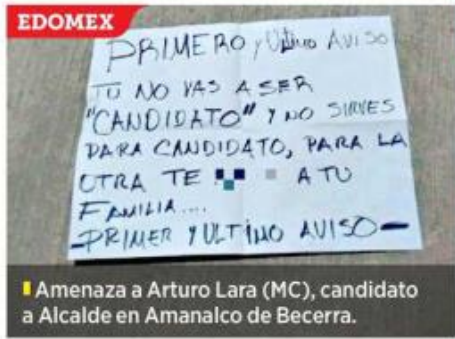 EDOMEX
PRIMERO y Ultimo AVISO
TU NO VAS A SER
"CANDIDATO" Y NO SIRVES
PARA CANDIDATO, PARA LA
OTRA TE A TU
FAMILIA....
-PRIMER Y ULTIMO AVISO-
Amenaza a Arturo Lara (MC), candidato
a Alcalde en Amanalco de Becerra.